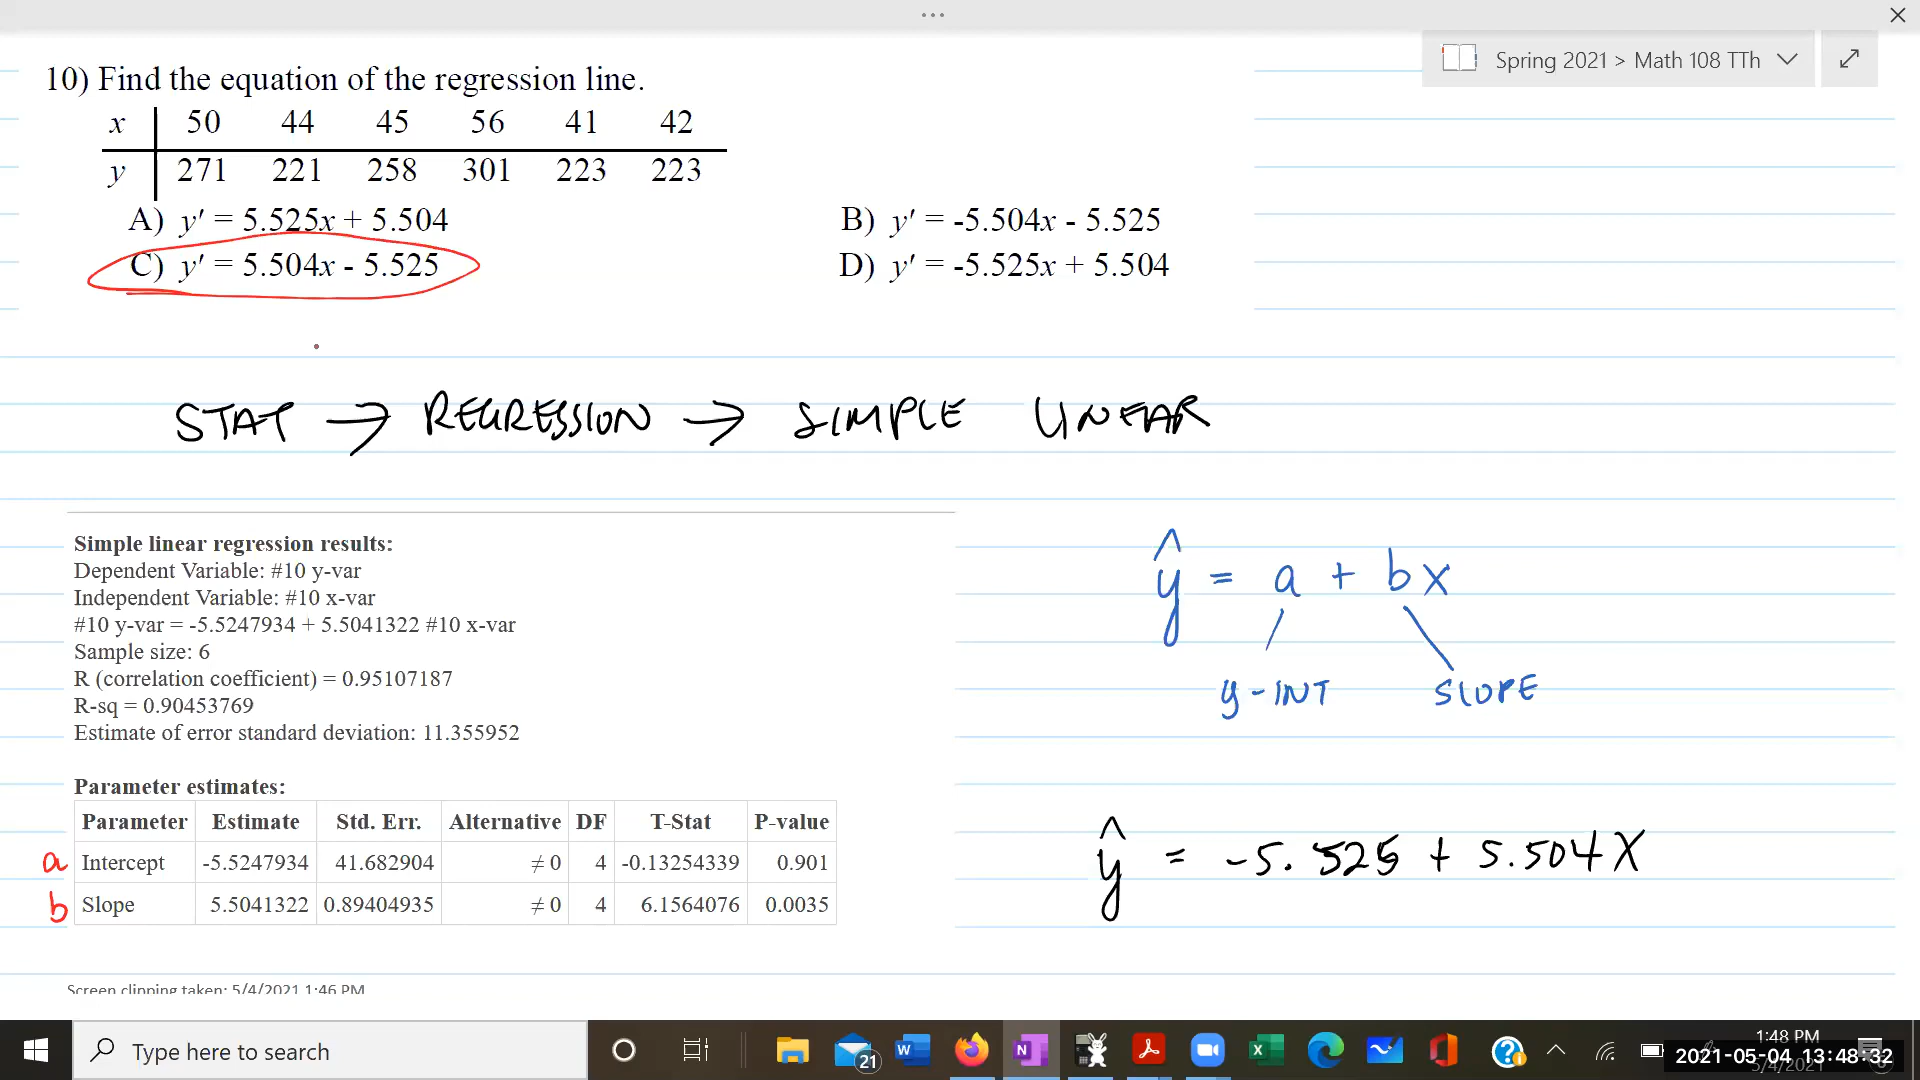 Spring 2021 > Math 108 TTh
10) Find the equation of the regression line.
x 50 44 45 56 41 42
y 271 221 258 301 223 223
A) y' = 5.525x + 5.504 B) y' = -5.504x - 5.525
C) y' = 5.504x - 5.525 D) y' = -5.525x + 5.504
STAT → REGRESSION → SIMPLE LINEAR
Simple linear regression results:
Dependent Variable: #10 y-var
Independent Variable: #10 x-var
#10 y-var = -5.5247934 + 5.5041322 #10 x-var
Sample size: 6
R (correlation coefficient) = 0.95107187
R-sq = 0.90453769
Estimate of error standard deviation: 11.355952
Parameter estimates:
Parameter Estimate Std. Err. Alternative DF T-Stat P-value
a Intercept -5.5247934 41.682904 ≠ 0 4 -0.13254339 0.901
b Slope 5.5041322 0.89404935 ≠ 0 4 6.1564076 0.0035
ŷ = a + bx
y-INT SLOPE
ŷ = -5.525 + 5.504X
Screen clipping taken: 5/4/2021 1:46 PM
Type here to search
21
1:48 PM
2021-05-04 13:48:32